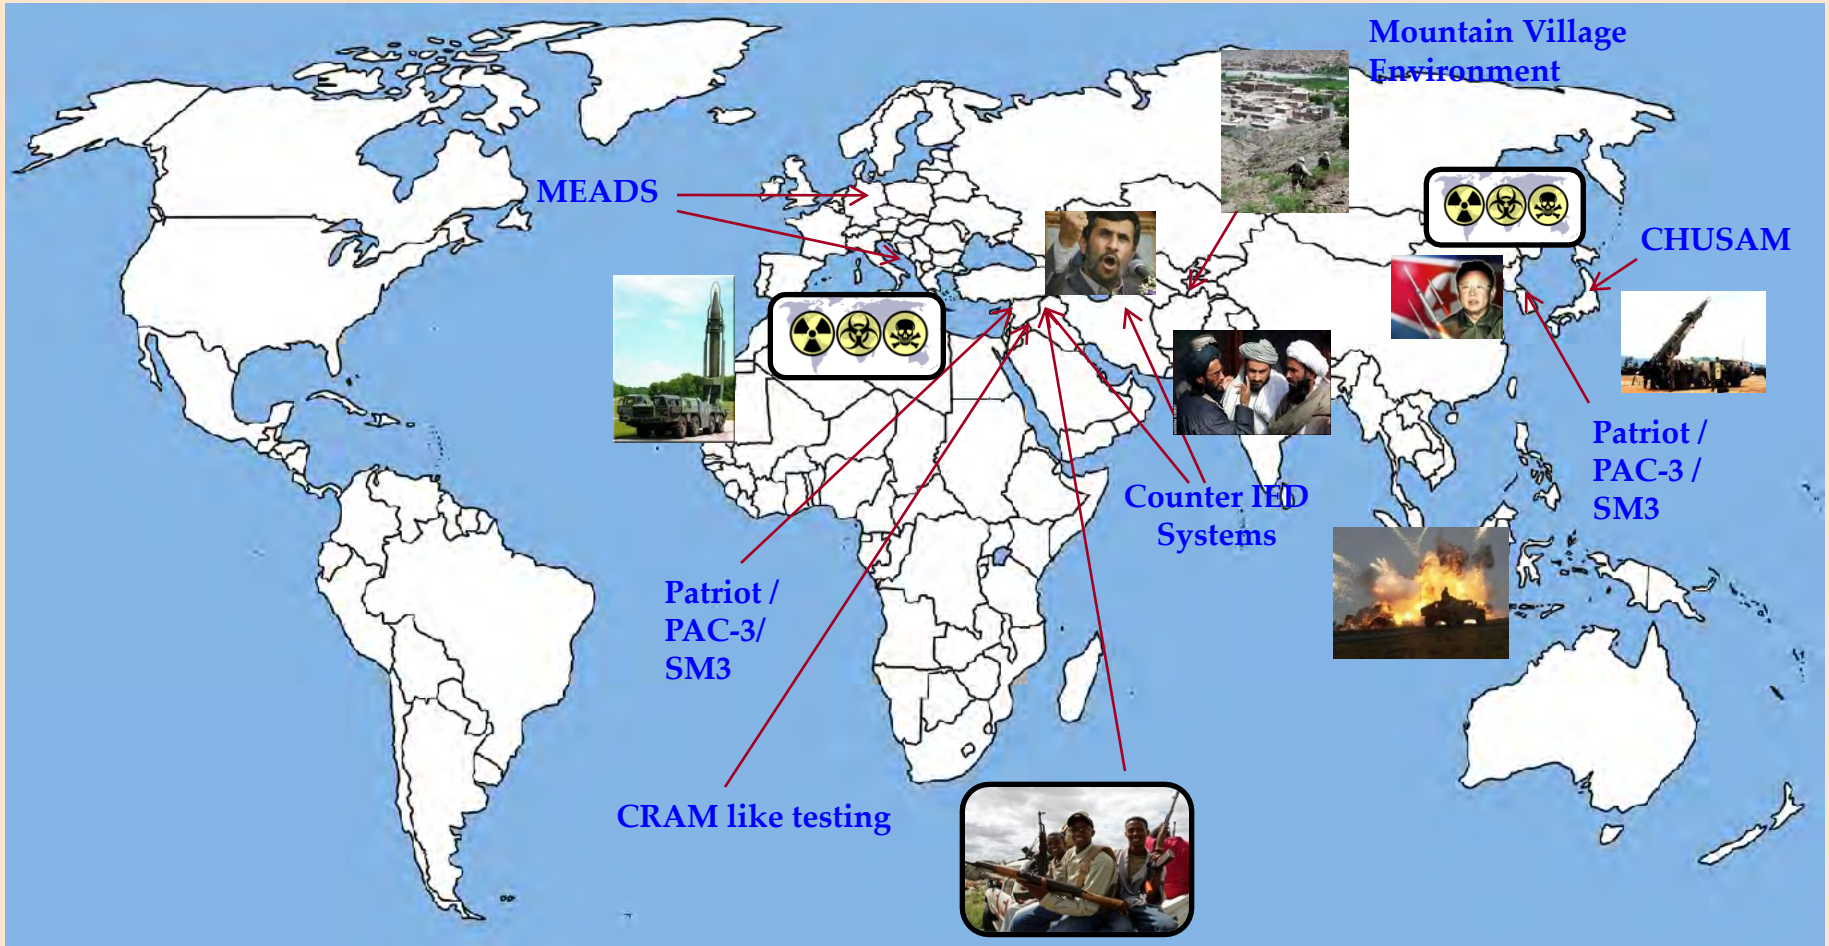 Mountain Village
Environment
MEADS
CHUSAM
Patriot /
PAC-3 /
SM3
Counter IED
Systems
Patriot /
PAC-3/
SM3
CRAM like testing